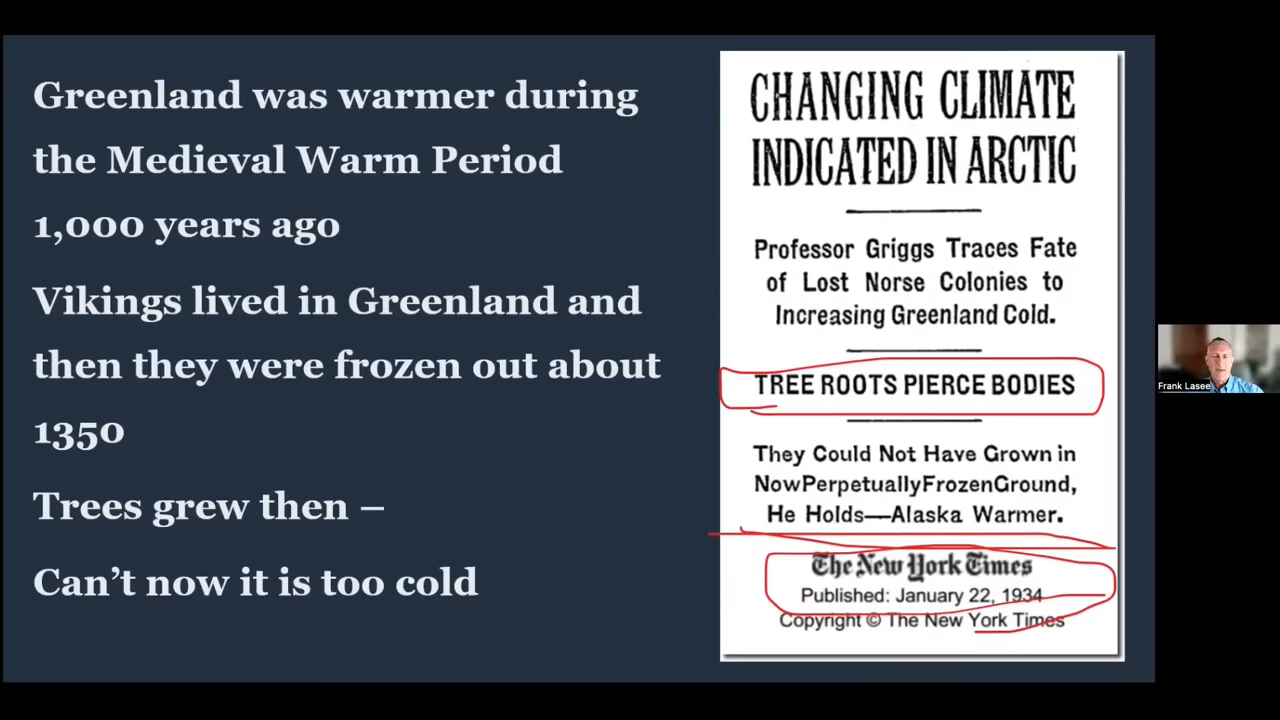 Greenland was warmer during
the Medieval Warm Period
1,000 years ago
Vikings lived in Greenland and
then they were frozen out about
1350
Trees grew then –
Can’t now it is too cold
CHANGING CLIMATE
INDICATED IN ARCTIC
Professor Griggs Traces Fate
of Lost Norse Colonies to
Increasing Greenland Cold.
TREE ROOTS PIERCE BODIES
They Could Not Have Grown in
Now Perpetually Frozen Ground,
He Holds—Alaska Warmer.
The New York Times
Published: January 22, 1934
Copyright © The New York Times
Frank Lasee